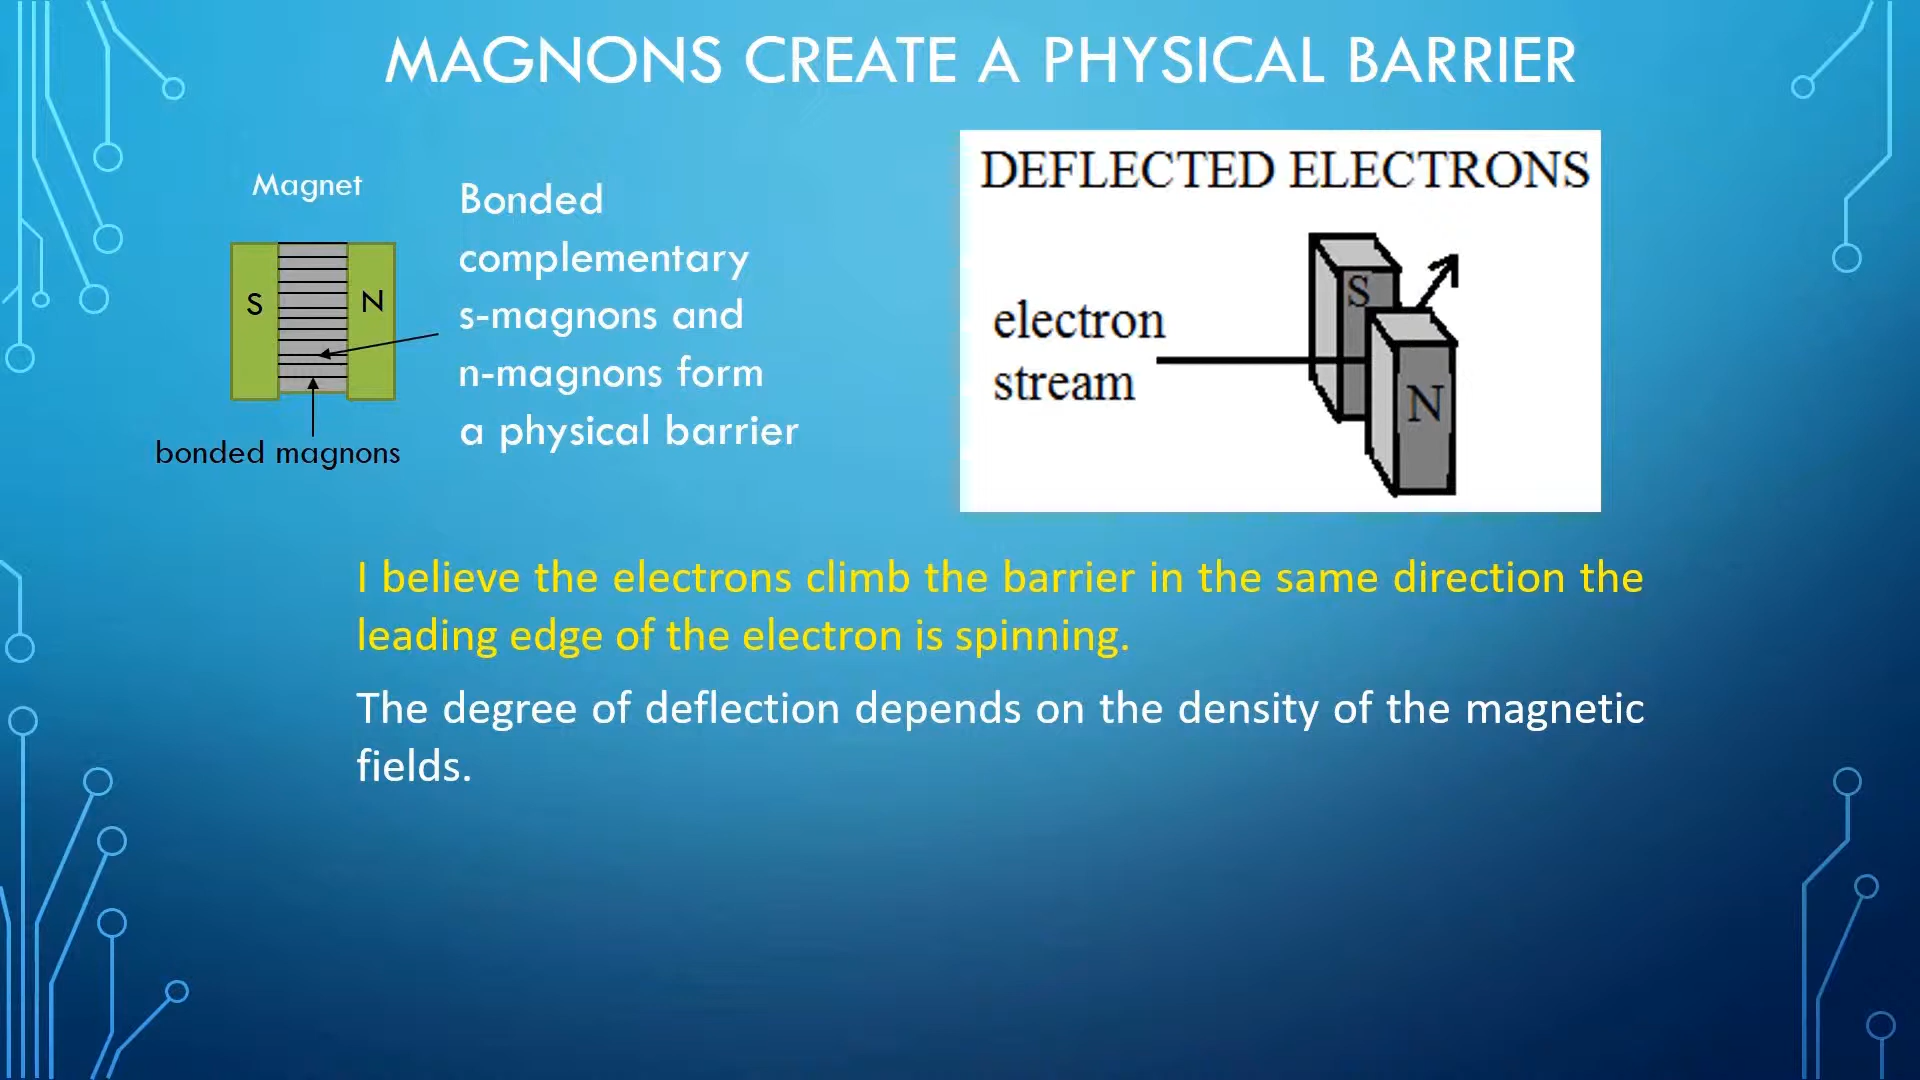 MAGNONS CREATE A PHYSICAL BARRIER
Magnet
S
N
bonded magnons
Bonded
complementary
s-magnons and
n-magnons form
a physical barrier
DEFLECTED ELECTRONS
electron
stream
S
N
I believe the electrons climb the barrier in the same direction the
leading edge of the electron is spinning.
The degree of deflection depends on the density of the magnetic
fields.